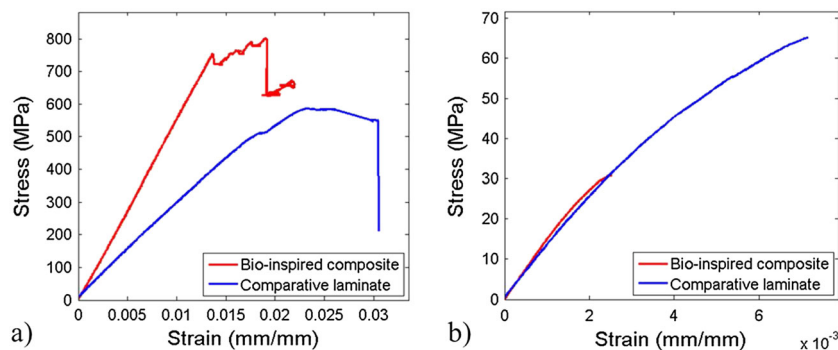 800
700
600
500
400
300
200
100
0
Stress (MPa)
0 0.005 0.01 0.015 0.02 0.025 0.03
Strain (mm/mm)
Bio-inspired composite
Comparative laminate
a)
70
60
50
40
30
20
10
0
Stress (MPa)
0 2 4 6
x 10⁻³
Strain (mm/mm)
Bio-inspired composite
Comparative laminate
b)